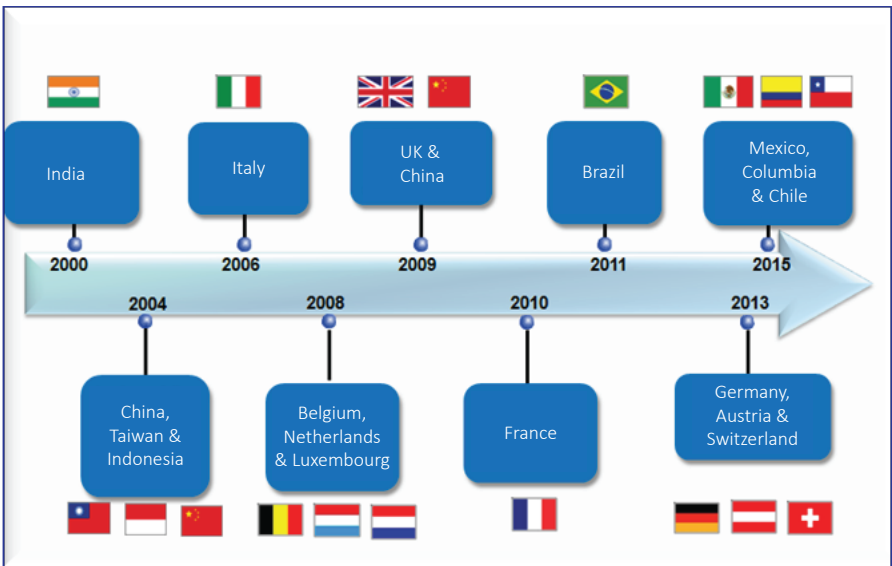 India
Italy
UK &
China
Brazil
Mexico,
Columbia
& Chile
2000
2006
2009
2011
2015
2004
2008
2010
2013
China,
Taiwan &
Indonesia
Belgium,
Netherlands
& Luxembourg
France
Germany,
Austria &
Switzerland